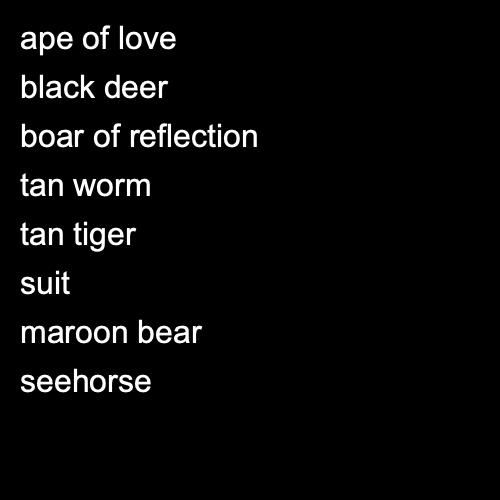 ape of love
black deer
boar of reflection
tan worm
tan tiger
suit
maroon bear
seehorse